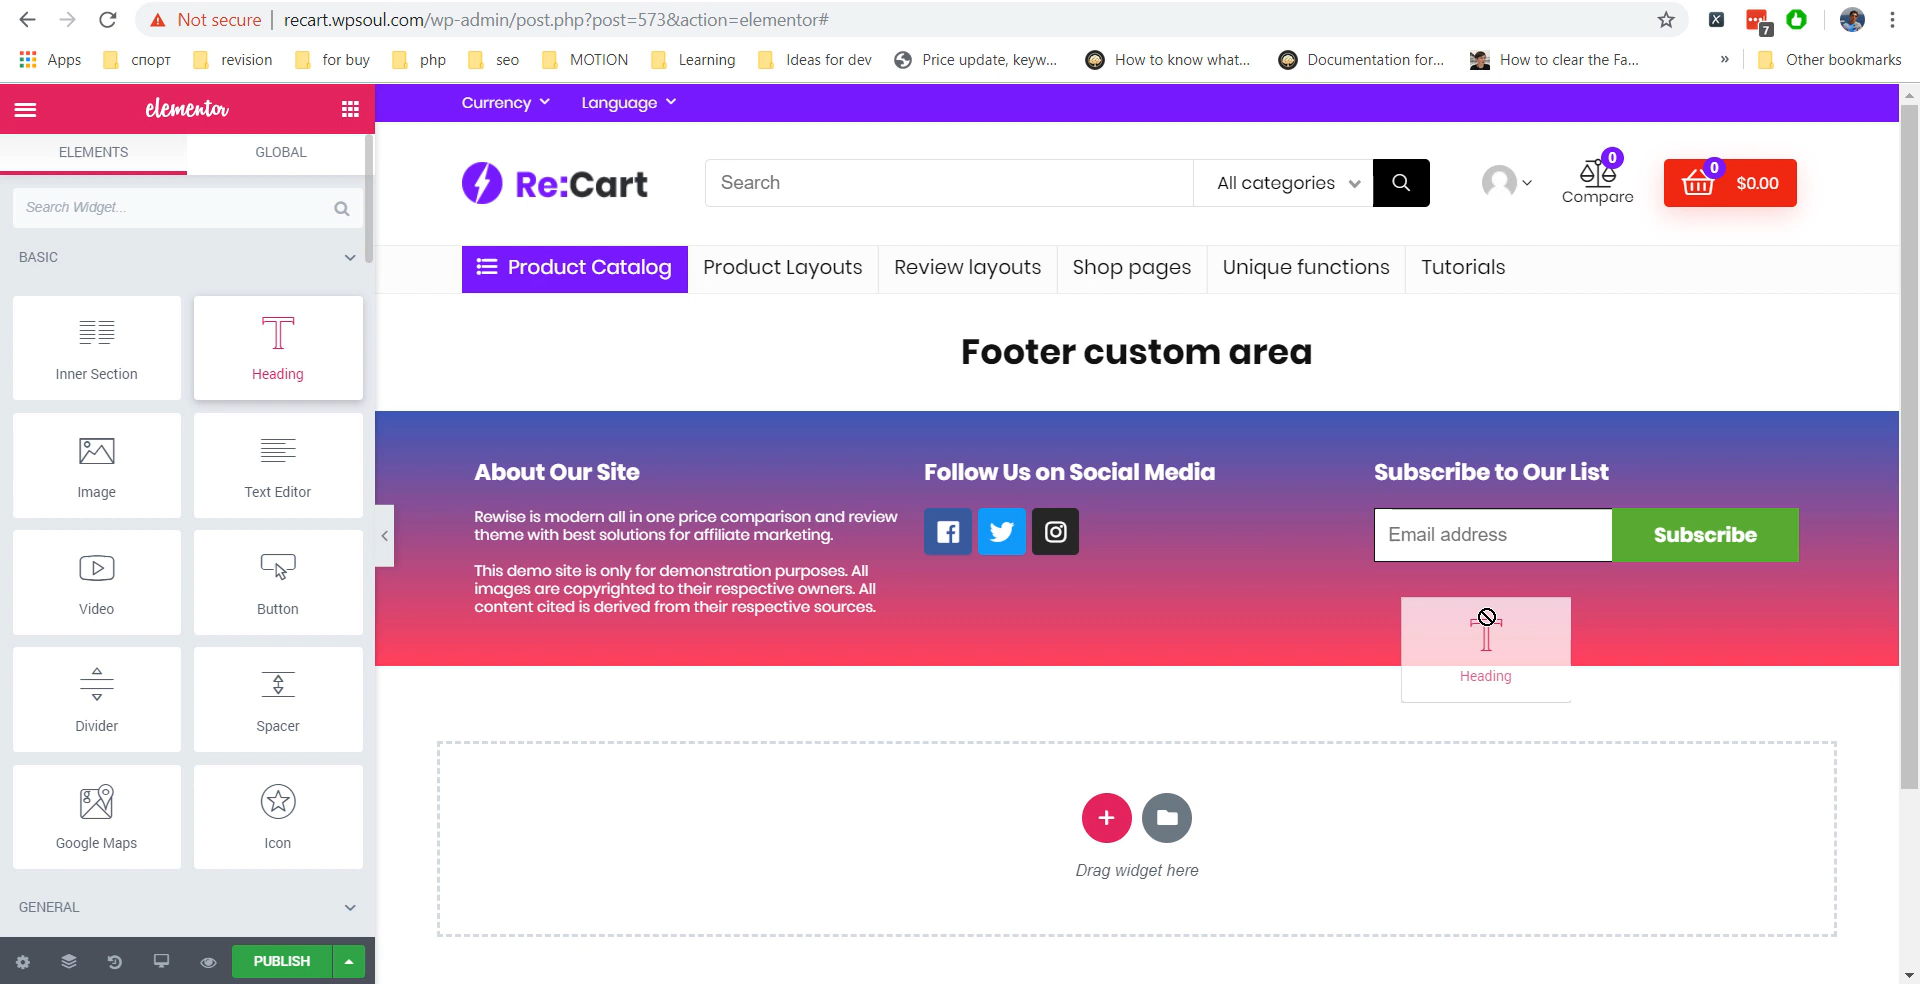 Not secure | recart.wpsoul.com/wp-admin/post.php?post=573&action=elementor#
7
Apps спорт revision for buy php seo MOTION Learning Ideas for dev Price update, keyw... How to know what... Documentation for... How to clear the Fa... » Other bookmarks
elementor
ELEMENTS GLOBAL
Search Widget...
BASIC
Inner Section Heading
Image Text Editor
Video Button
Divider Spacer
Google Maps Icon
GENERAL
PUBLISH
Currency Language
Re:Cart
Search All categories
0
Compare
0 $0.00
Product Catalog Product Layouts Review layouts Shop pages Unique functions Tutorials
Footer custom area
About Our Site
Rewise is modern all in one price comparison and review
theme with best solutions for affiliate marketing.
This demo site is only for demonstration purposes. All
images are copyrighted to their respective owners. All
content cited is derived from their respective sources.
Follow Us on Social Media
Subscribe to Our List
Email address Subscribe
Heading
Drag widget here